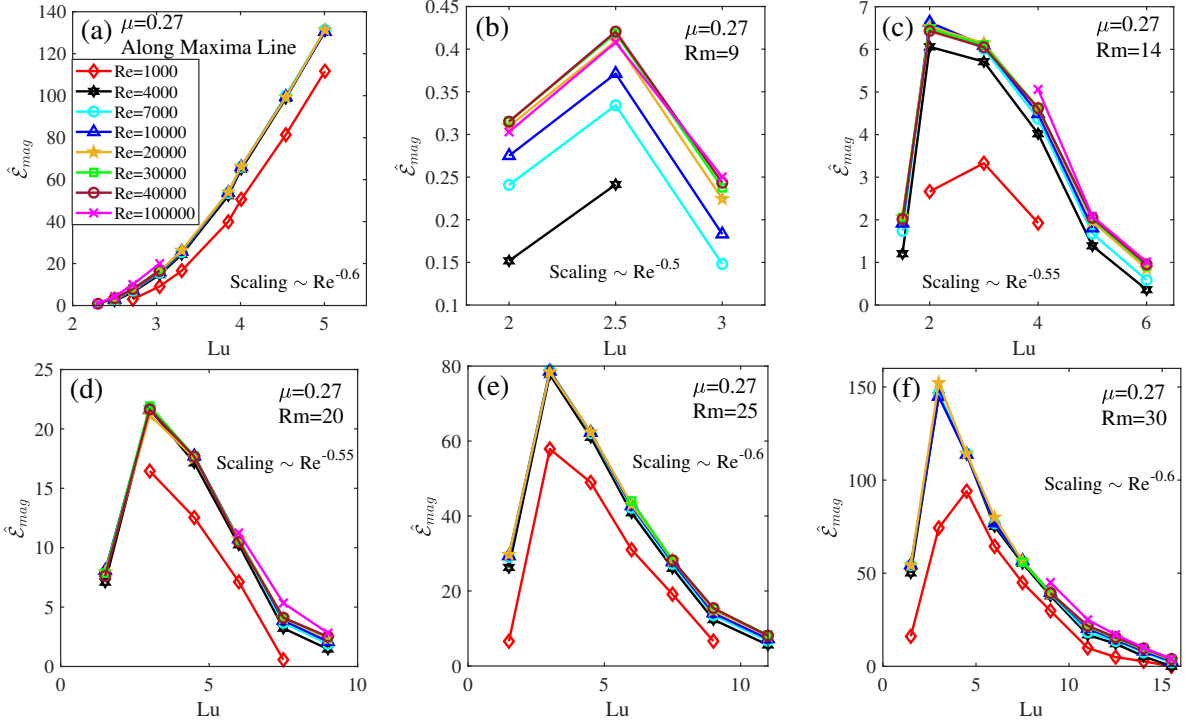 (a)
μ=0.27
Along Maxima Line
Re=1000
Re=4000
Re=7000
Re=10000
Re=20000
Re=30000
Re=40000
Re=100000
Scaling ~ Re^-0.6
140
120
100
80
60
40
20
0
2
3
4
5
Lu
Ê_mag
(b)
μ=0.27
Rm=9
Scaling ~ Re^-0.5
0.45
0.4
0.35
0.3
0.25
0.2
0.15
0.1
2
2.5
3
Lu
Ê_mag
(c)
μ=0.27
Rm=14
Scaling ~ Re^-0.55
7
6
5
4
3
2
1
0
2
4
6
Lu
Ê_mag
(d)
μ=0.27
Rm=20
Scaling ~ Re^-0.55
25
20
15
10
5
0
0
5
10
Lu
Ê_mag
(e)
μ=0.27
Rm=25
Scaling ~ Re^-0.6
80
60
40
20
0
0
5
10
Lu
Ê_mag
(f)
μ=0.27
Rm=30
Scaling ~ Re^-0.6
150
100
50
0
0
5
10
15
Lu
Ê_mag